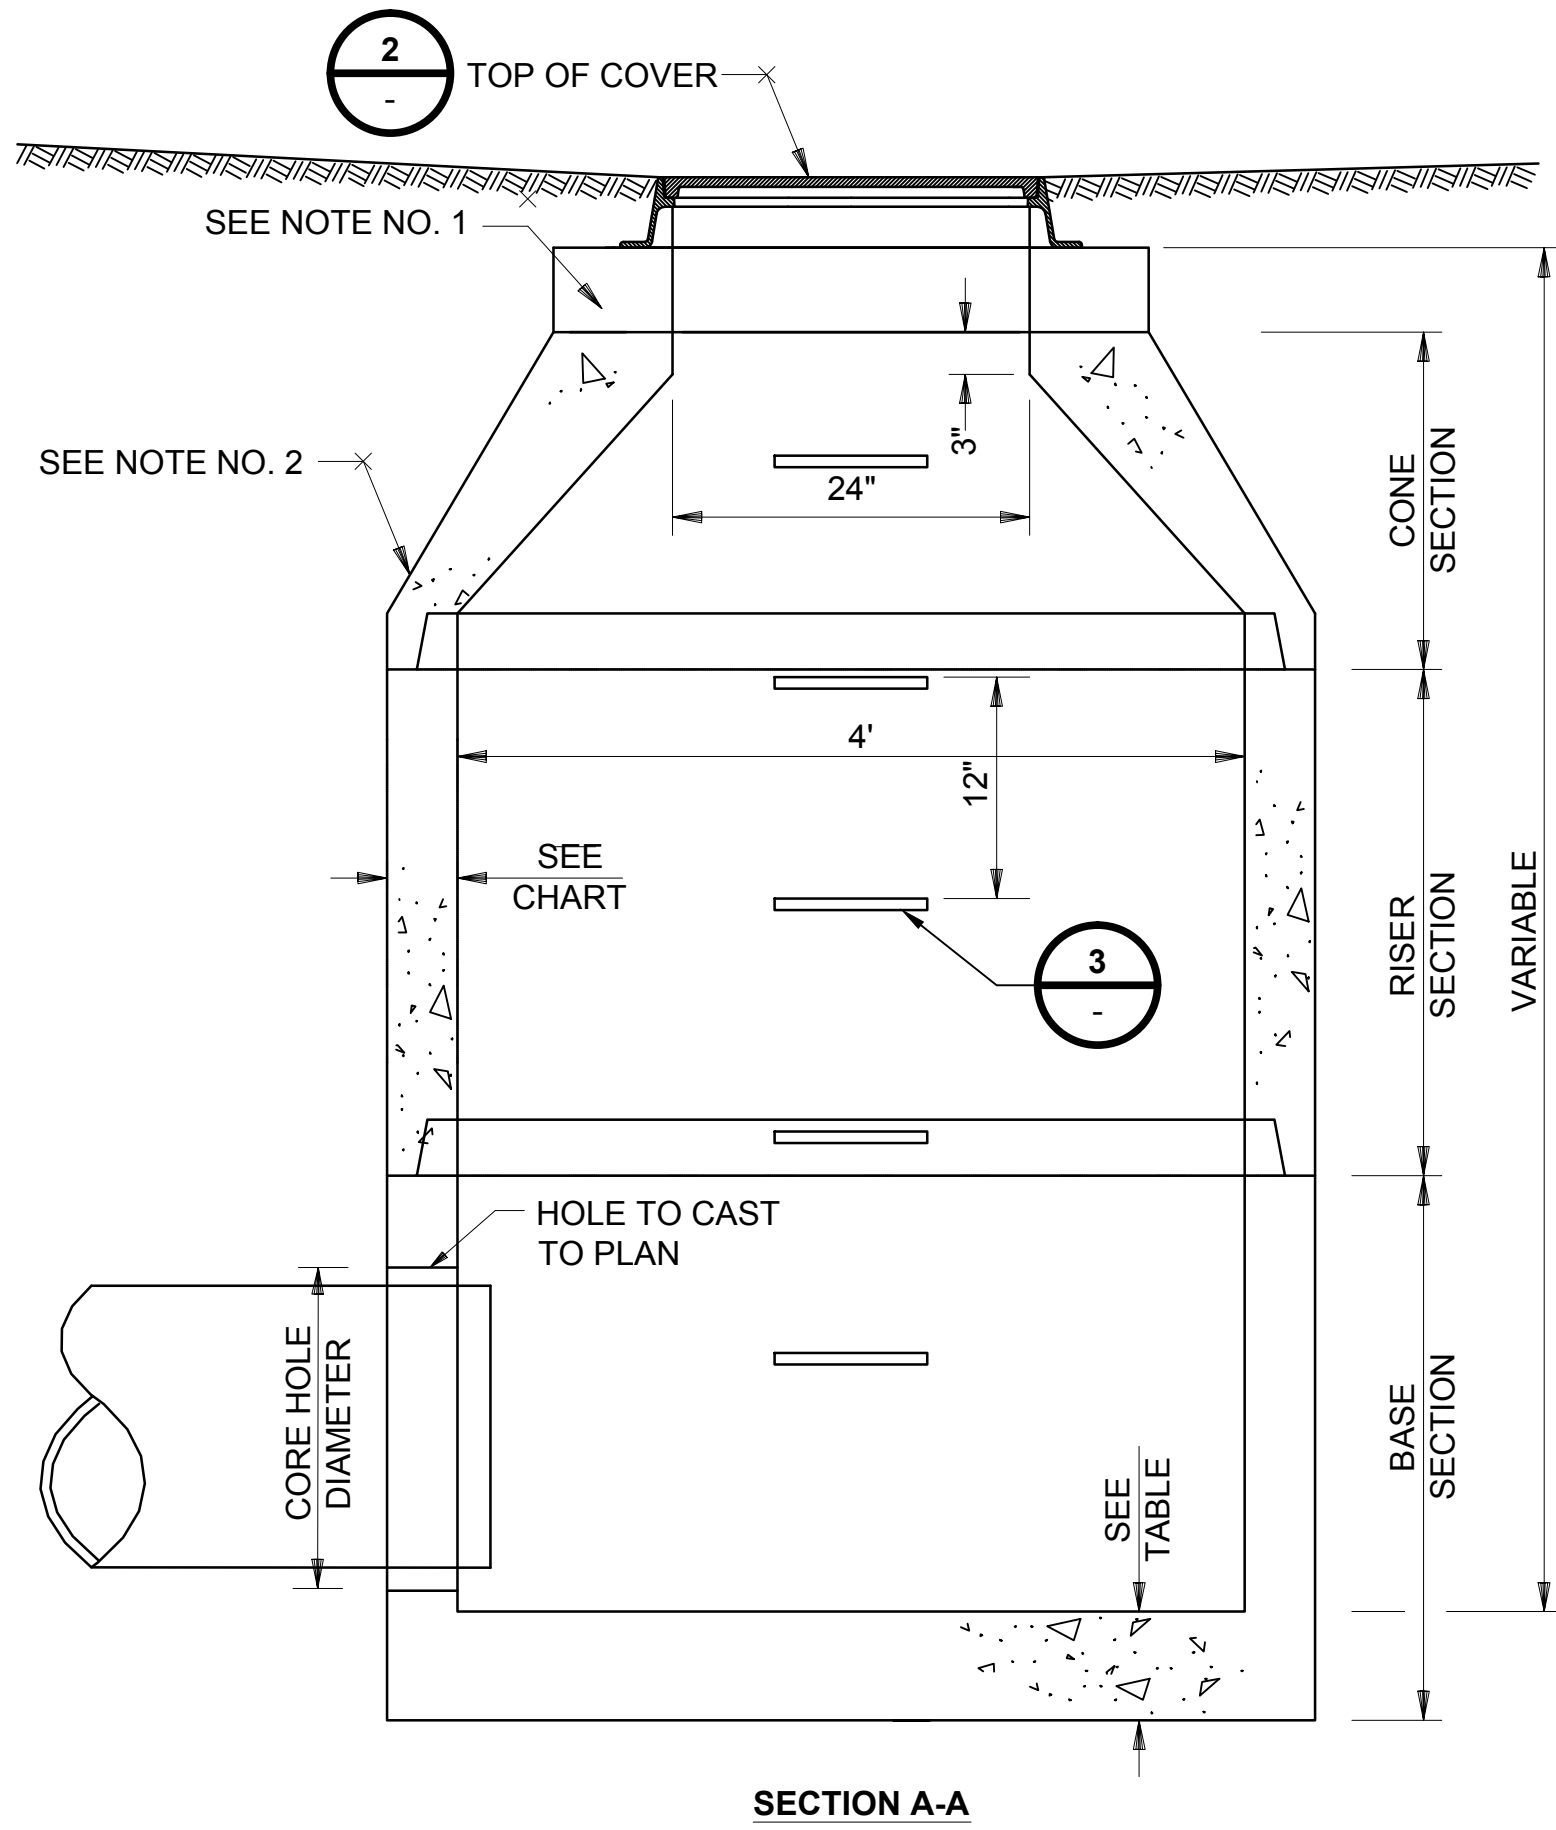 2
-
TOP OF COVER
SEE NOTE NO. 1
SEE NOTE NO. 2
3"
24"
CONE
SECTION
4'
12"
SEE
CHART
3
-
RISER
SECTION
VARIABLE
HOLE TO CAST
TO PLAN
CORE HOLE
DIAMETER
SEE
TABLE
BASE
SECTION
SECTION A-A